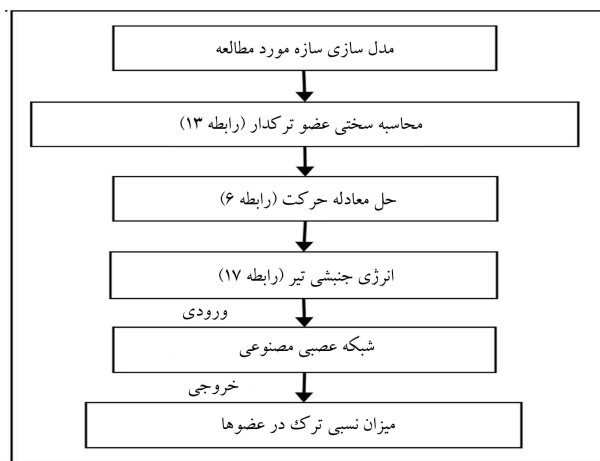 مدل سازی سازه مورد مطالعه
محاسبه سختی عضو ترکدار (رابطه ۱۳)
حل معادله حرکت (رابطه ۶)
انرژی جنبشی تیر (رابطه ۱۷)
ورودی
شبکه عصبی مصنوعی
خروجی
میزان نسبی ترک در عضوها